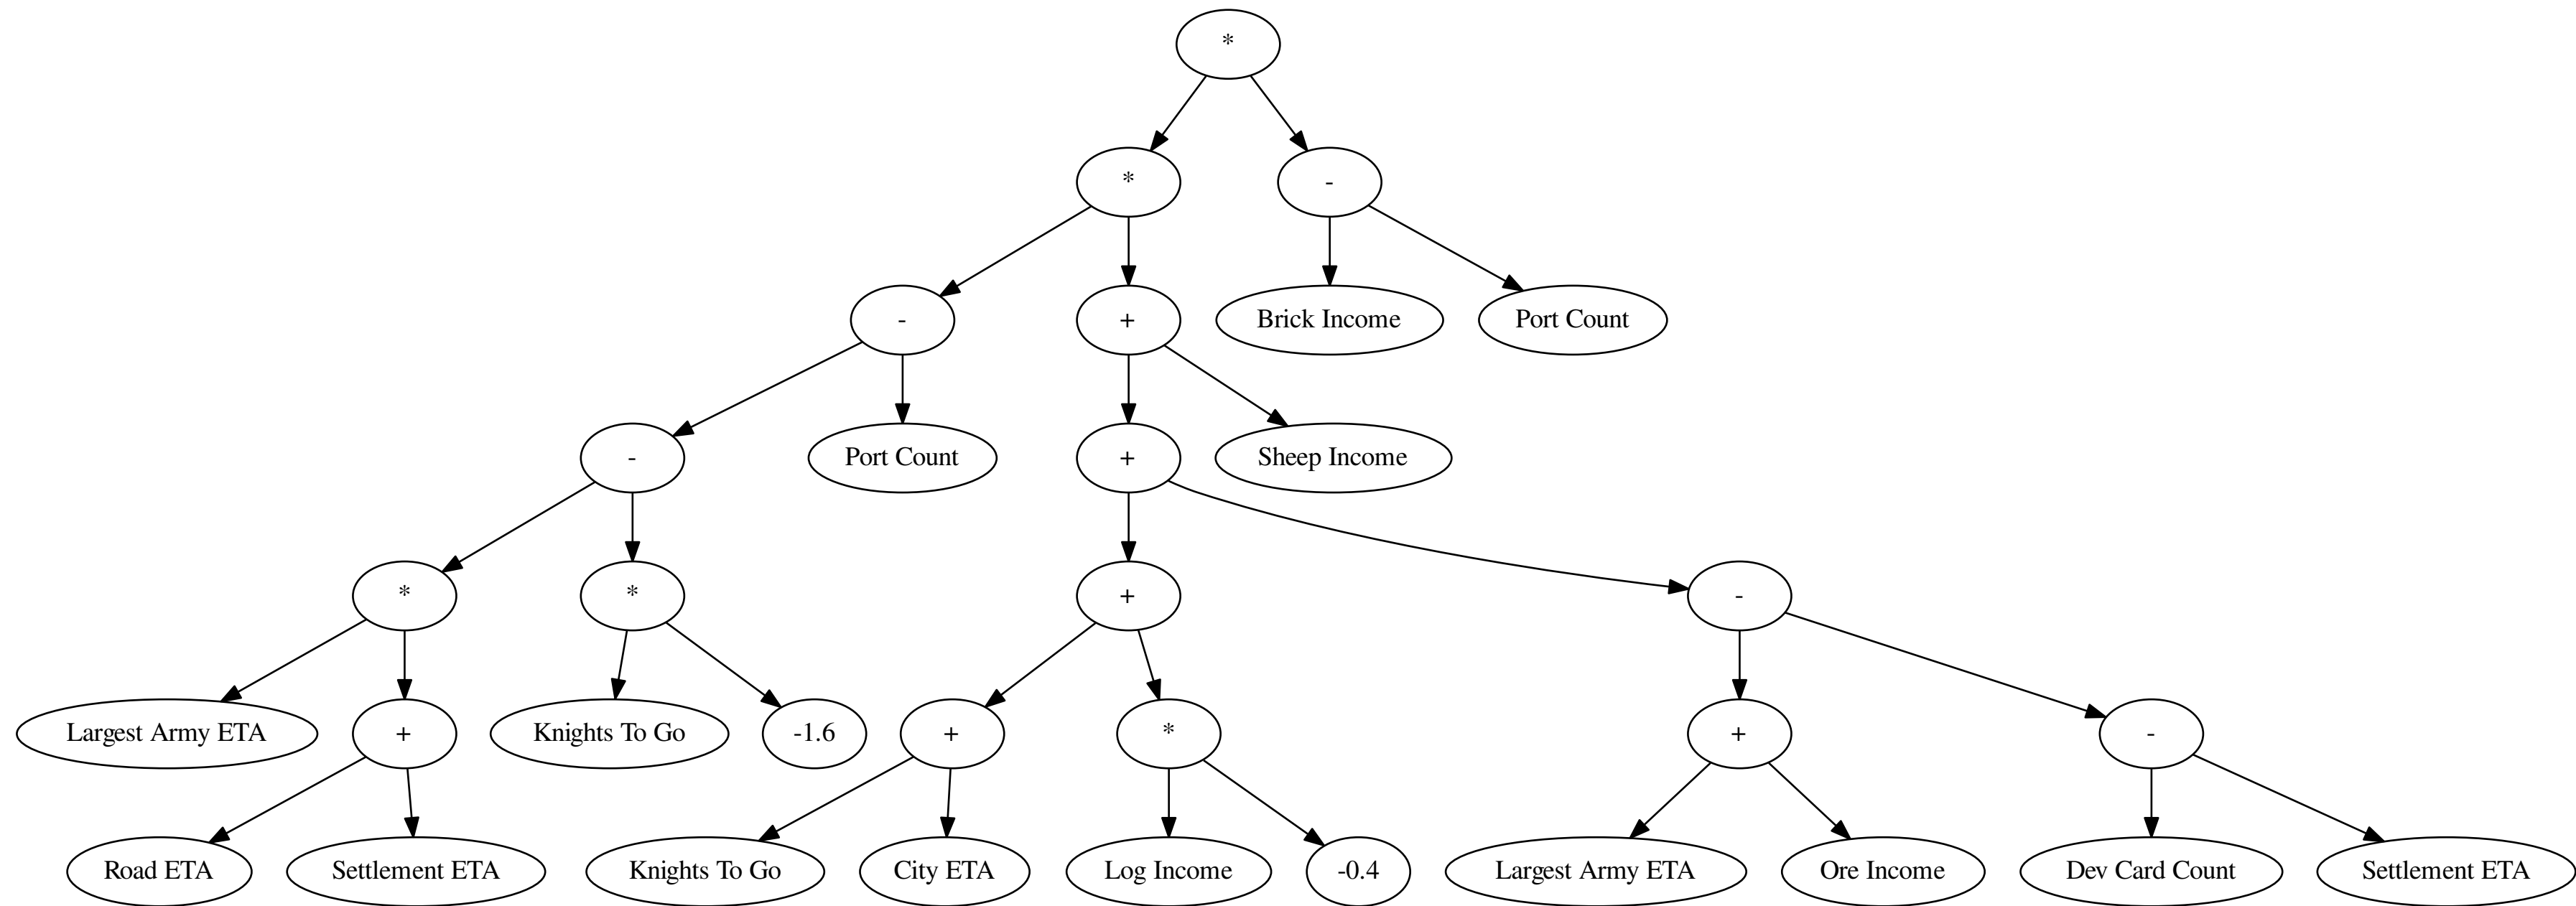 *
*
-
-
+
Brick Income
Port Count
-
Port Count
+
Sheep Income
*
*
+
-
Largest Army ETA
+
Knights To Go
-1.6
+
*
+
-
Road ETA
Settlement ETA
Knights To Go
City ETA
Log Income
-0.4
Largest Army ETA
Ore Income
Dev Card Count
Settlement ETA